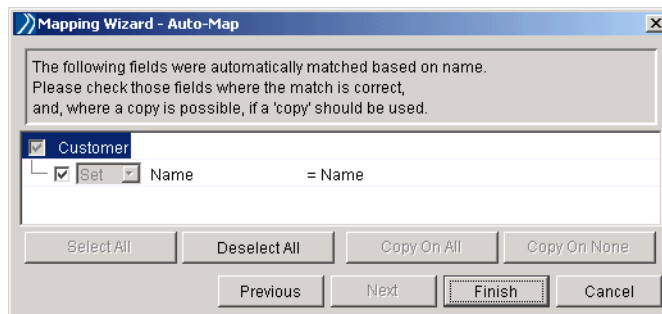 Mapping Wizard - Auto-Map
The following fields were automatically matched based on name.
Please check those fields where the match is correct,
and, where a copy is possible, if a 'copy' should be used.
Customer
Set Name = Name
Select All Deselect All Copy On All Copy On None
Previous Next Finish Cancel